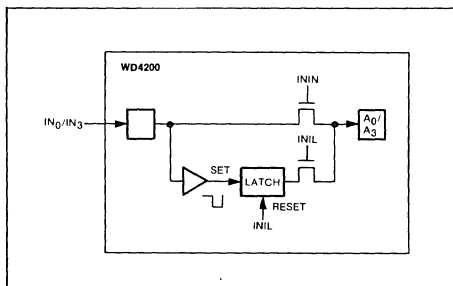 WD4200
ININ
IN0/IN3
A0/
A3
INIL
SET
LATCH
RESET
INIL